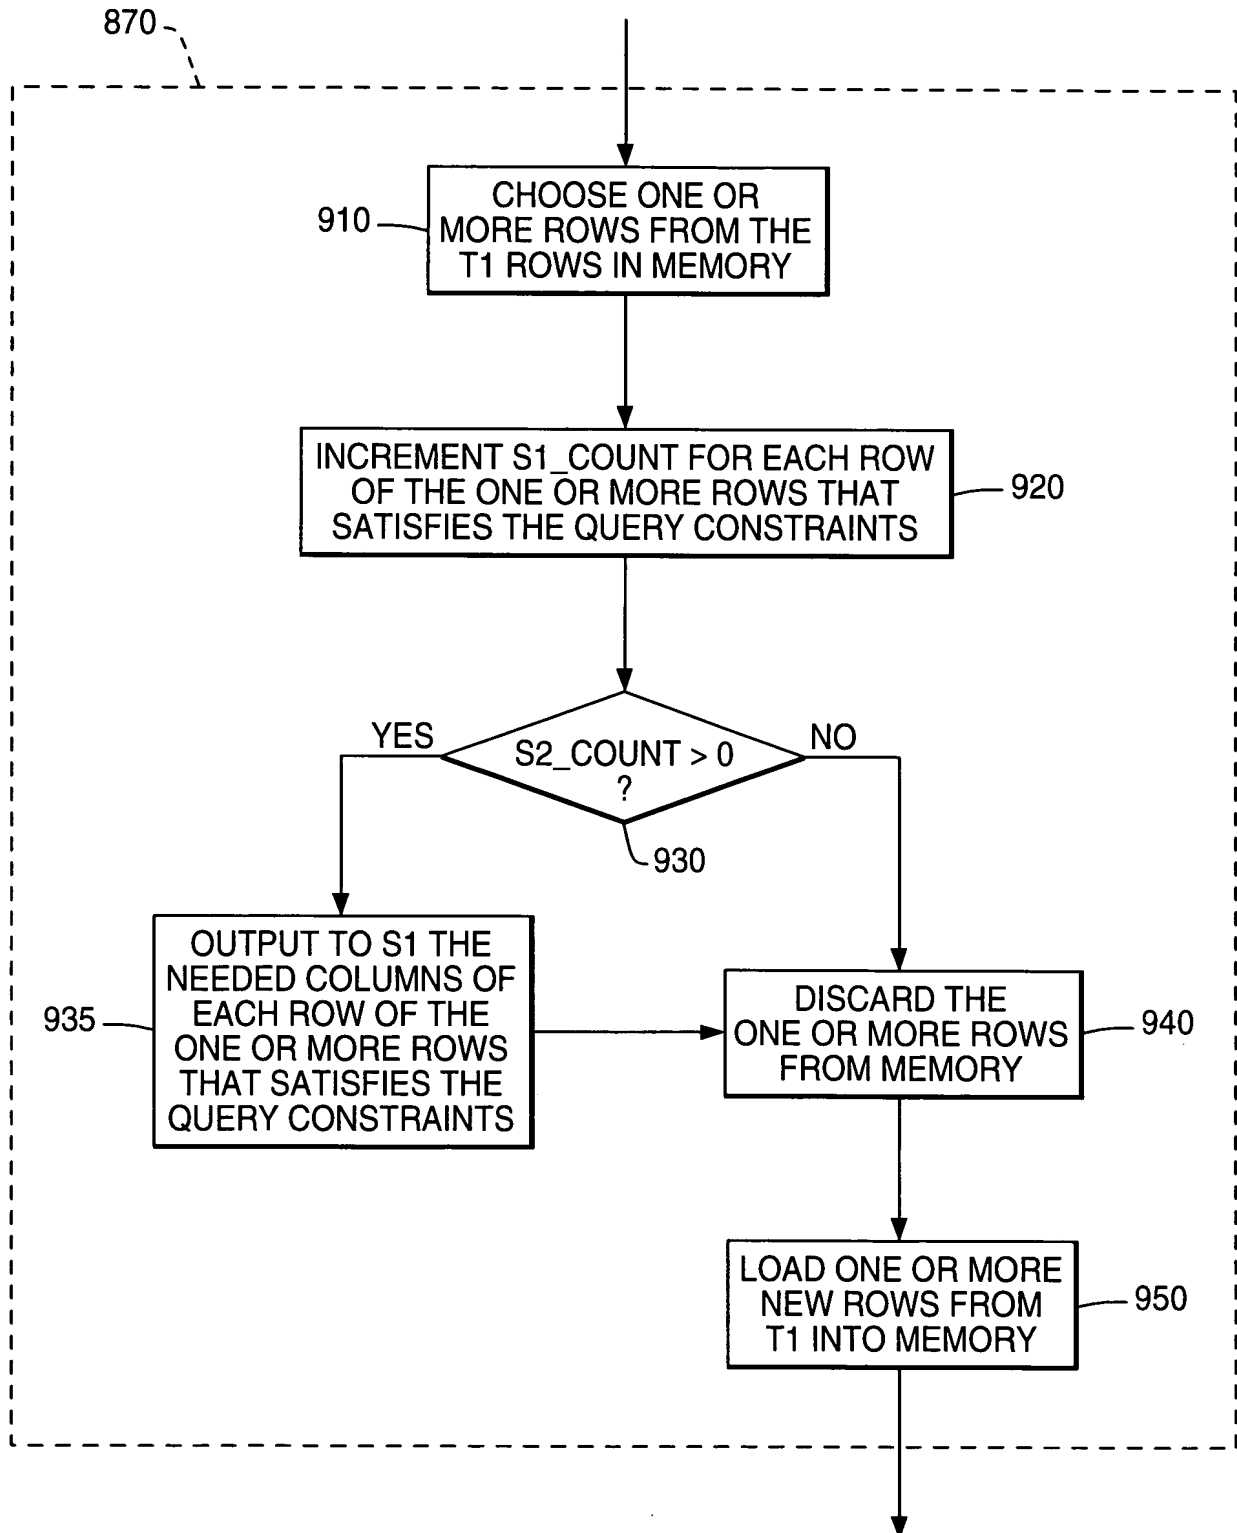 870
CHOOSE ONE OR
MORE ROWS FROM THE
T1 ROWS IN MEMORY
910
INCREMENT S1_COUNT FOR EACH ROW
OF THE ONE OR MORE ROWS THAT
SATISFIES THE QUERY CONSTRAINTS
920
YES
S2_COUNT > 0
?
NO
930
OUTPUT TO S1 THE
NEEDED COLUMNS OF
EACH ROW OF THE
ONE OR MORE ROWS
THAT SATISFIES THE
QUERY CONSTRAINTS
935
DISCARD THE
ONE OR MORE ROWS
FROM MEMORY
940
LOAD ONE OR MORE
NEW ROWS FROM
T1 INTO MEMORY
950